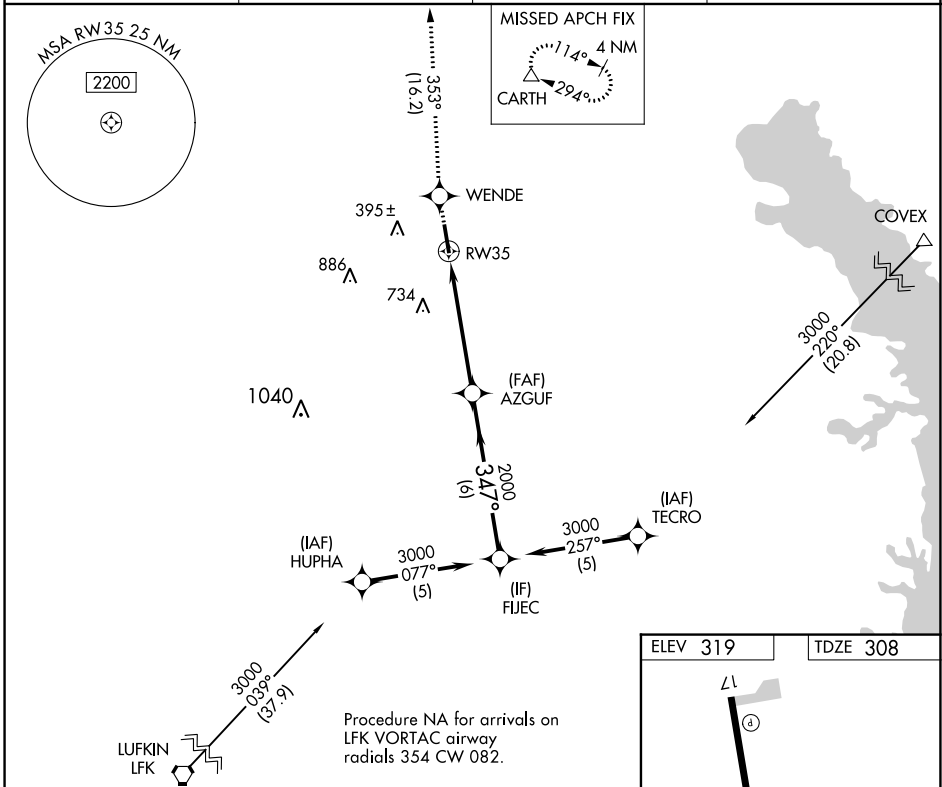 MSA RW35 25 NM
2200
353°
(16.2)
MISSED APCH FIX
4 NM
114°
294°
CARTH
WENDE
395±
RW35
886
734
COVEX
3000
220°
(20.8)
(FAF)
AZGUF
1040
2000
347°
(6)
(IAF)
TECRO
3000
257°
(5)
(IAF)
HUPHA
3000
077°
(5)
(IF)
FIJEC
3000
039°
(37.9)
LUFKIN
LFK
Procedure NA for arrivals on
LFK VORTAC airway
radials 354 CW 082.
ELEV 319
TDZE 308
17
P